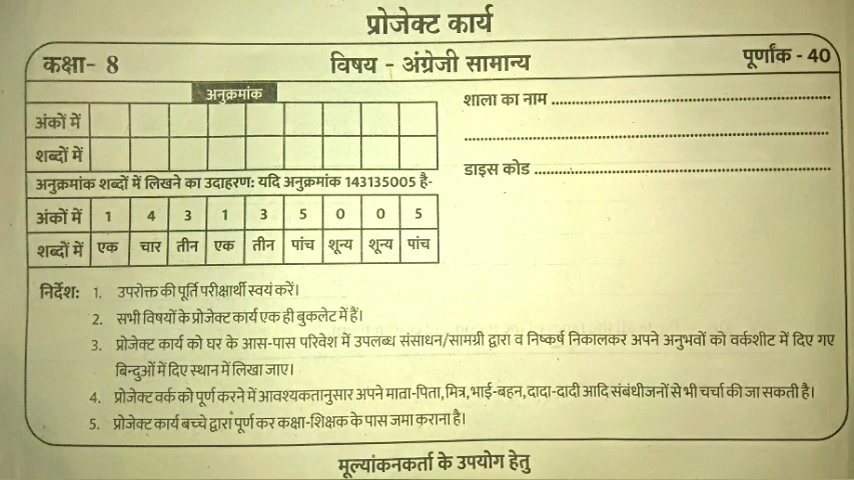 प्रोजेक्ट कार्य
कक्षा- 8
विषय - अंग्रेजी सामान्य
पूर्णांक - 40
अनुक्रमांक
अंकों में
शब्दों में
शाला का नाम
डाइस कोड
अनुक्रमांक शब्दों में लिखने का उदाहरण: यदि अनुक्रमांक 143135005 है-
अंकों में 1 4 3 1 3 5 0 0 5
शब्दों में एक चार तीन एक तीन पांच शून्य शून्य पांच
निर्देश: 1. उपरोक्त की पूर्ति परीक्षार्थी स्वयं करें।
2. सभी विषयों के प्रोजेक्ट कार्य एक ही बुकलेट में हैं।
3. प्रोजेक्ट कार्य को घर के आस-पास परिवेश में उपलब्ध संसाधन/सामग्री द्वारा व निष्कर्ष निकालकर अपने अनुभवों को वर्कशीट में दिए गए
बिन्दुओं में दिए स्थान में लिखा जाए।
4. प्रोजेक्ट वर्क को पूर्ण करने में आवश्यकतानुसार अपने माता-पिता, मित्र, भाई-बहन, दादा-दादी आदि संबंधीजनों से भी चर्चा की जा सकती है।
5. प्रोजेक्ट कार्य बच्चे द्वारा पूर्ण कर कक्षा-शिक्षक के पास जमा कराना है।
मूल्यांकनकर्ता के उपयोग हेतु